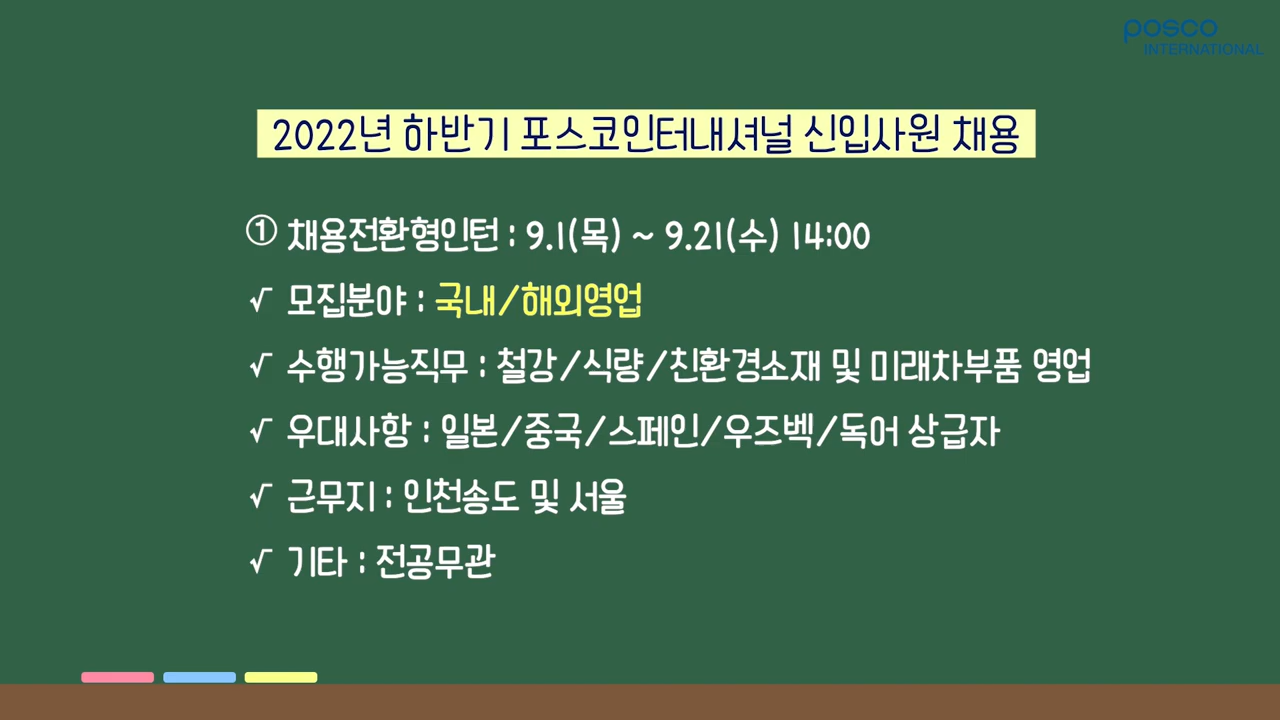 posco
INTERNATIONAL
2022년 하반기 포스코인터내셔널 신입사원 채용
① 채용전환형인턴 : 9.1(목) ~ 9.21(수) 14:00
√ 모집분야 : 국내/해외영업
√ 수행가능직무 : 철강/식량/친환경소재 및 미래차부품 영업
√ 우대사항 : 일본/중국/스페인/우즈벡/독어 상급자
√ 근무지 : 인천송도 및 서울
√ 기타 : 전공무관